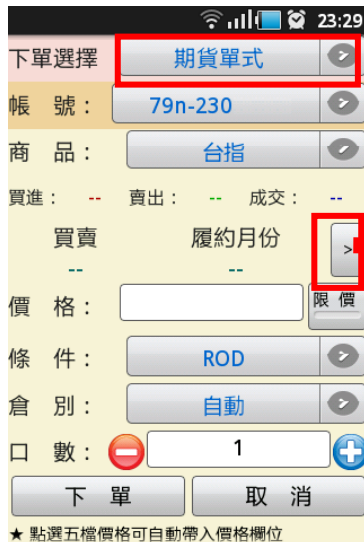 23:29
下單選擇 期貨單式
帳 號： 79n-230
商 品： 台指
買進： -- 賣出： -- 成交： --
買賣 履約月份 >
-- --
價 格： 限 價
條 件： ROD
倉 別： 自動
口 數： 1
下 單 取 消
★ 點選五檔價格可自動帶入價格欄位